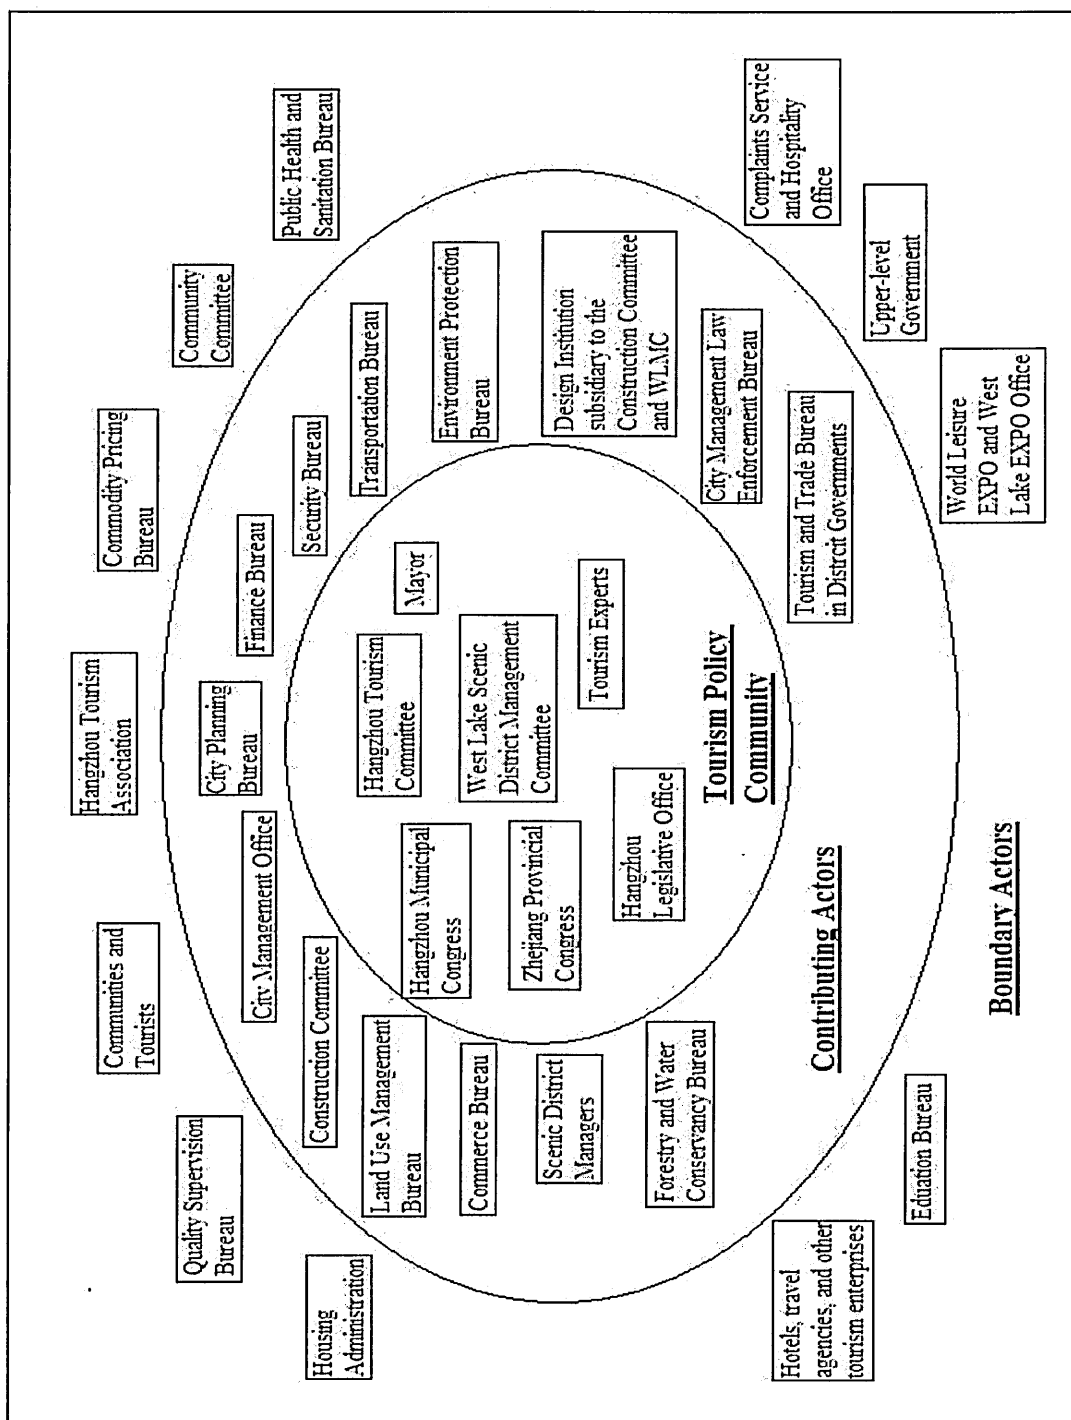 Hangzhou Tourism
Association
Communities and
Tourists
Commodity Pricing
Bureau
Quality Supervision
Bureau
Community
Committee
City Planning
Bureau
City Management Office
Finance Bureau
Public Health and
Sanitation Bureau
Housing
Administration
Construction Committee
Security Bureau
Land Use Management
Bureau
Hangzhou Tourism
Committee
Transportation Bureau
Mayor
Hangzhou Municipal
Congress
Environment Protection
Bureau
Commerce Bureau
West Lake Scenic
District Management
Committee
Scenic District
Managers
Zhejiang Provincial
Congress
Design Institution
subsidiary to the
Construction Committee
and WLMC
Tourism Experts
Hangzhou
Legislative Office
Forestry and Water
Conservancy Bureau
Tourism Policy
Community
City Management Law
Enforcement Bureau
Complaints Service
and Hospitality
Office
Hotels, travel
agencies, and other
tourism enterprises
Contributing Actors
Tourism and Trade Bureau
in Distrcit Governments
Upper-level
Government
Eduation Bureau
World Leisure
EXPO and West
Lake EXPO Office
Boundary Actors